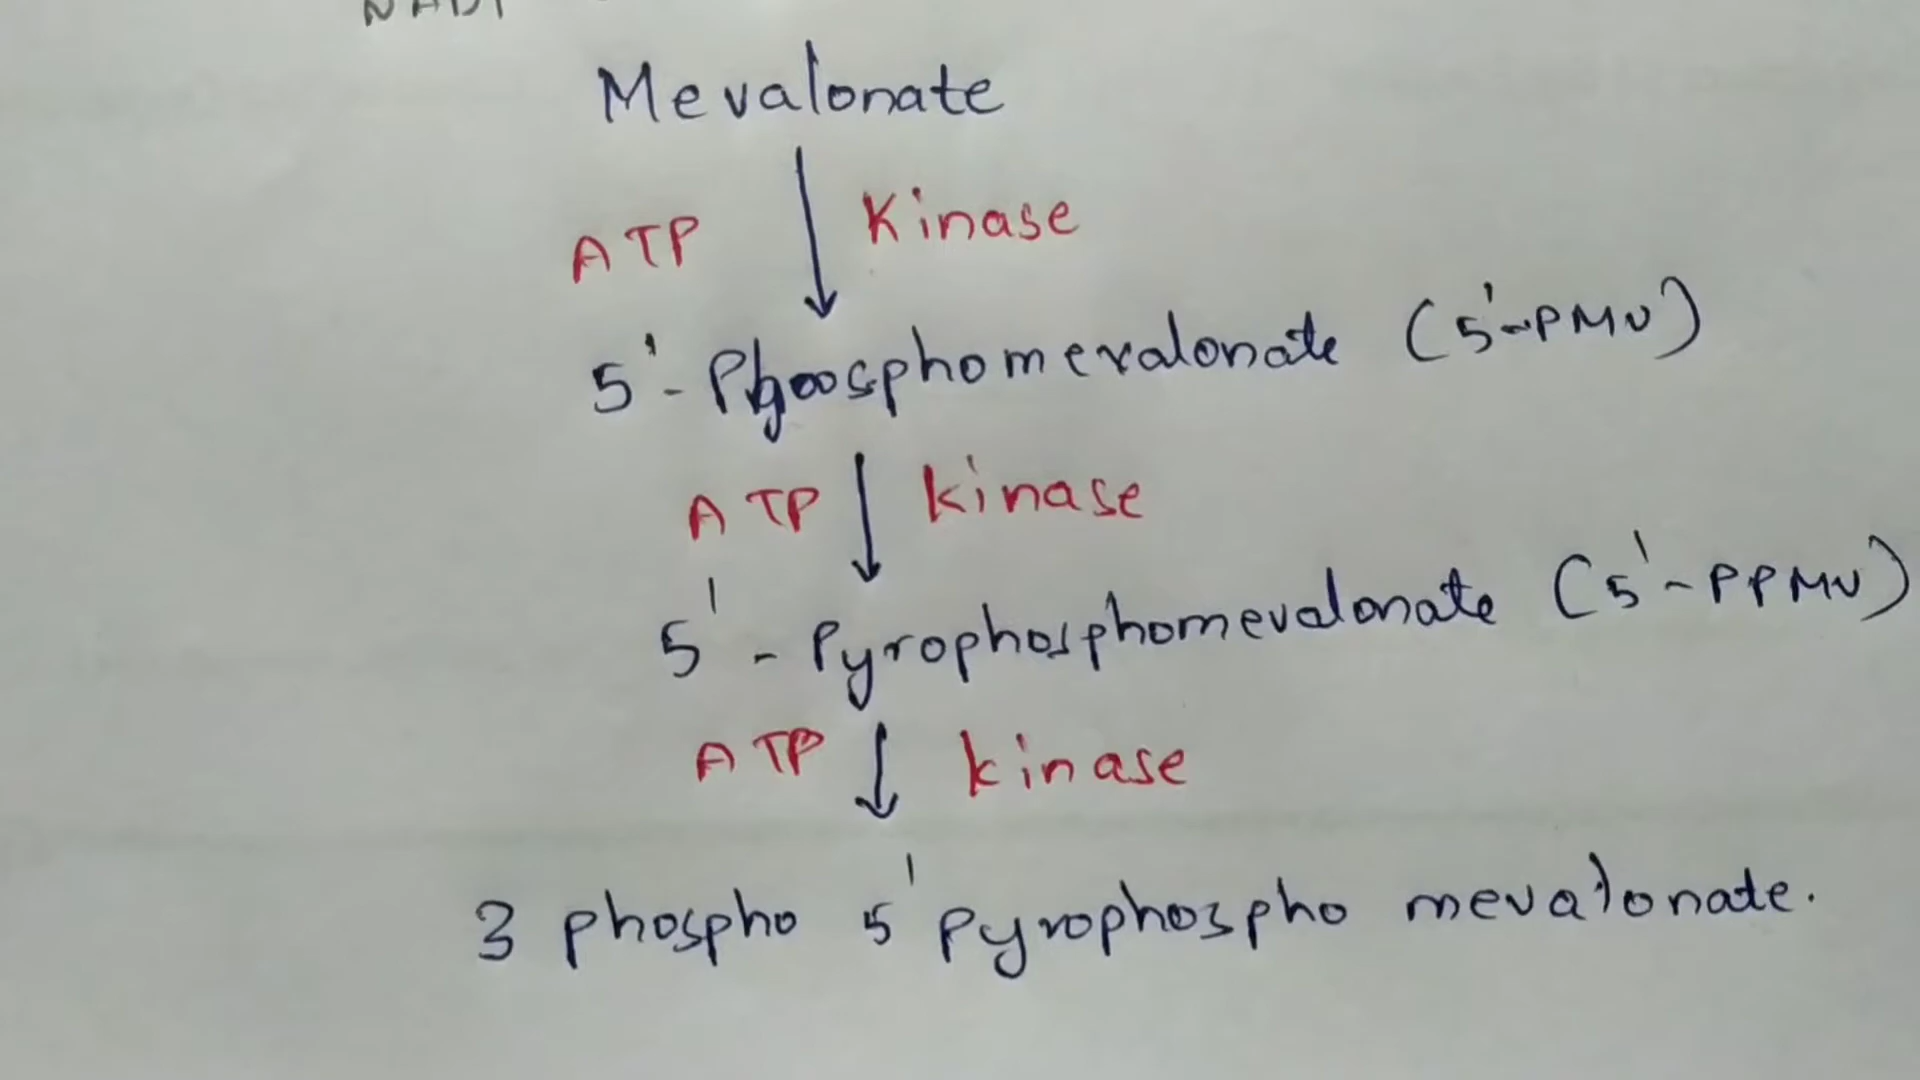 Mevalonate
ATP Kinase
5' - Phosphomevalonate (5'-PMV)
ATP kinase
5' - Pyrophosphomevalonate (5'-PPMV)
ATP kinase
3 phospho 5' Pyrophospho mevalonate.